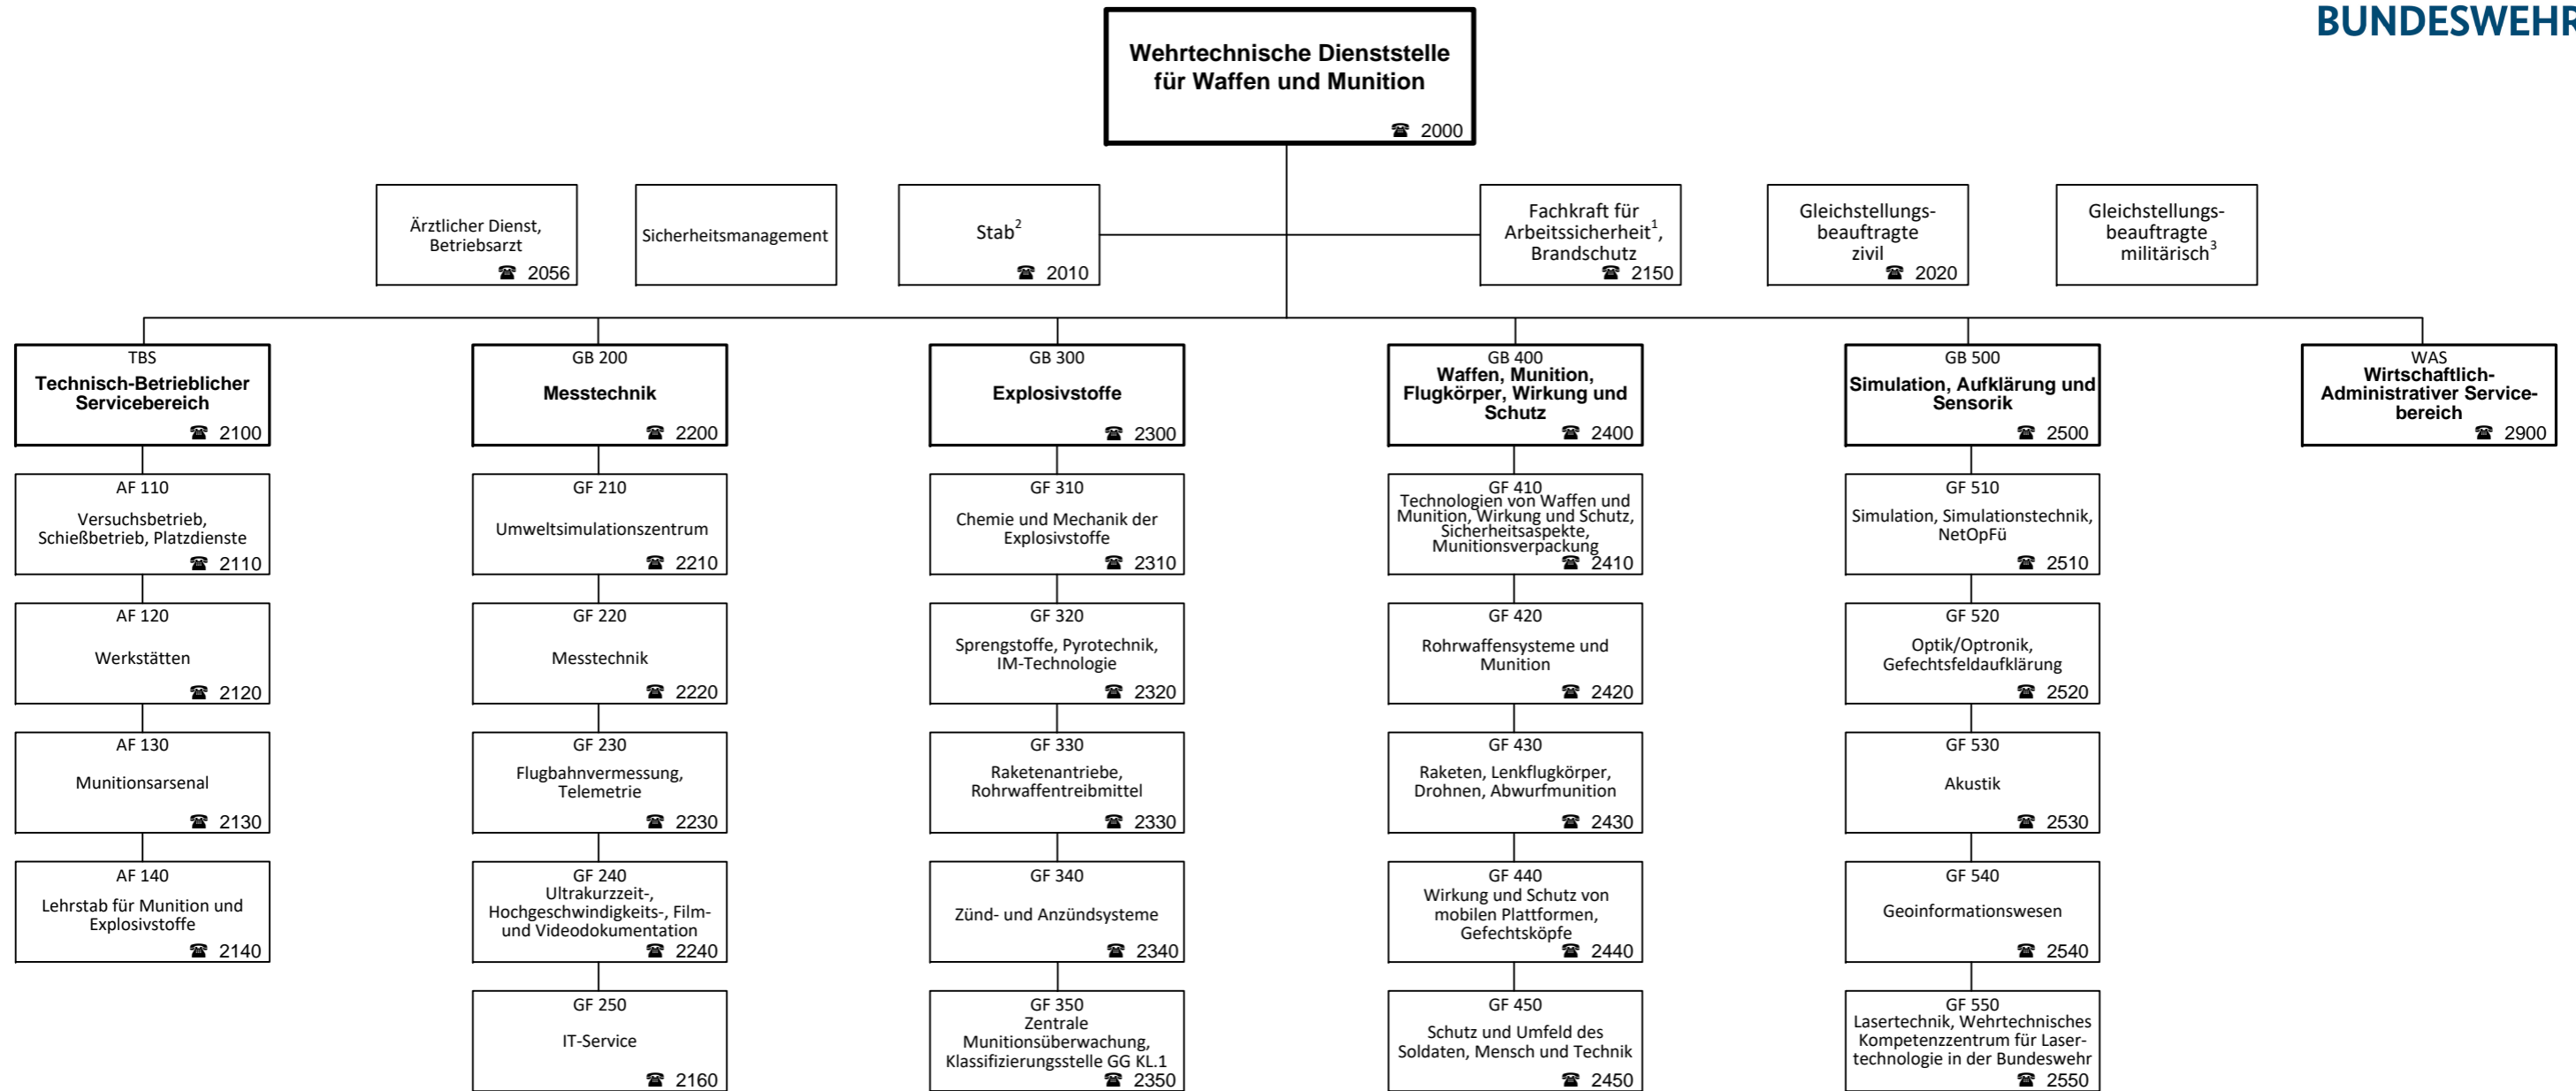 BUNDESWEHR
Wehrtechnische Dienststelle
für Waffen und Munition
☎ 2000
Ärztlicher Dienst,
Betriebsarzt
☎ 2056
Sicherheitsmanagement
Stab²
☎ 2010
Fachkraft für
Arbeitssicherheit¹,
Brandschutz
☎ 2150
Gleichstellungs-
beauftragte
zivil
☎ 2020
Gleichstellungs-
beauftragte
militärisch³
TBS
Technisch-Betrieblicher
Servicebereich
☎ 2100
GB 200
Messtechnik
☎ 2200
GB 300
Explosivstoffe
☎ 2300
GB 400
Waffen, Munition,
Flugkörper, Wirkung und
Schutz
☎ 2400
GB 500
Simulation, Aufklärung und
Sensorik
☎ 2500
WAS
Wirtschaftlich-
Administrativer Service-
bereich
☎ 2900
AF 110
Versuchsbetrieb,
Schießbetrieb, Platzdienste
☎ 2110
GF 210
Umweltsimulationszentrum
☎ 2210
GF 310
Chemie und Mechanik der
Explosivstoffe
☎ 2310
GF 410
Technologien von Waffen und
Munition, Wirkung und Schutz,
Sicherheitsaspekte,
Munitionsverpackung
☎ 2410
GF 510
Simulation, Simulationstechnik,
NetOpFü
☎ 2510
AF 120
Werkstätten
☎ 2120
GF 220
Messtechnik
☎ 2220
GF 320
Sprengstoffe, Pyrotechnik,
IM-Technologie
☎ 2320
GF 420
Rohrwaffensysteme und
Munition
☎ 2420
GF 520
Optik/Optronik,
Gefechtsfeldaufklärung
☎ 2520
AF 130
Munitionsarsenal
☎ 2130
GF 230
Flugbahnvermessung,
Telemetrie
☎ 2230
GF 330
Raketenantriebe,
Rohrwaffentreibmittel
☎ 2330
GF 430
Raketen, Lenkflugkörper,
Drohnen, Abwurfmunition
☎ 2430
GF 530
Akustik
☎ 2530
AF 140
Lehrstab für Munition und
Explosivstoffe
☎ 2140
GF 240
Ultrakurzzeit-,
Hochgeschwindigkeits-, Film-
und Videodokumentation
☎ 2240
GF 340
Zünd- und Anzündsysteme
☎ 2340
GF 440
Wirkung und Schutz von
mobilen Plattformen,
Gefechtsköpfe
☎ 2440
GF 540
Geoinformationswesen
☎ 2540
GF 250
IT-Service
☎ 2160
GF 350
Zentrale
Munitionsüberwachung,
Klassifizierungsstelle GG KL.1
☎ 2350
GF 450
Schutz und Umfeld des
Soldaten, Mensch und Technik
☎ 2450
GF 550
Lasertechnik, Wehrtechnisches
Kompetenzzentrum für Laser-
technologie in der Bundeswehr
☎ 2550